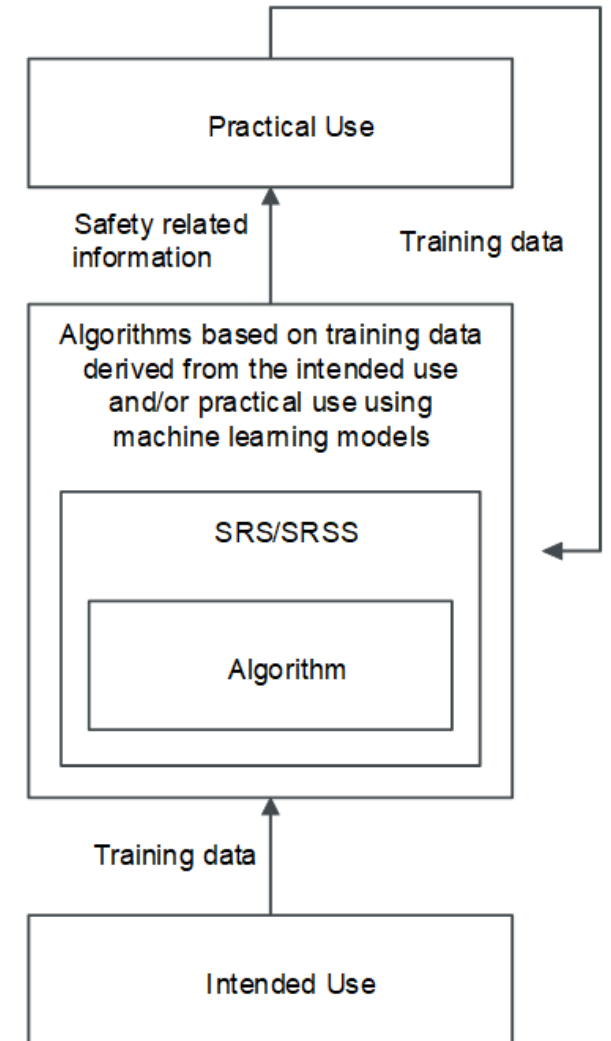 Practical Use
Safety related
information
Training data
Algorithms based on training data
derived from the intended use
and/or practical use using
machine learning models
SRS/SRSS
Algorithm
Training data
Intended Use